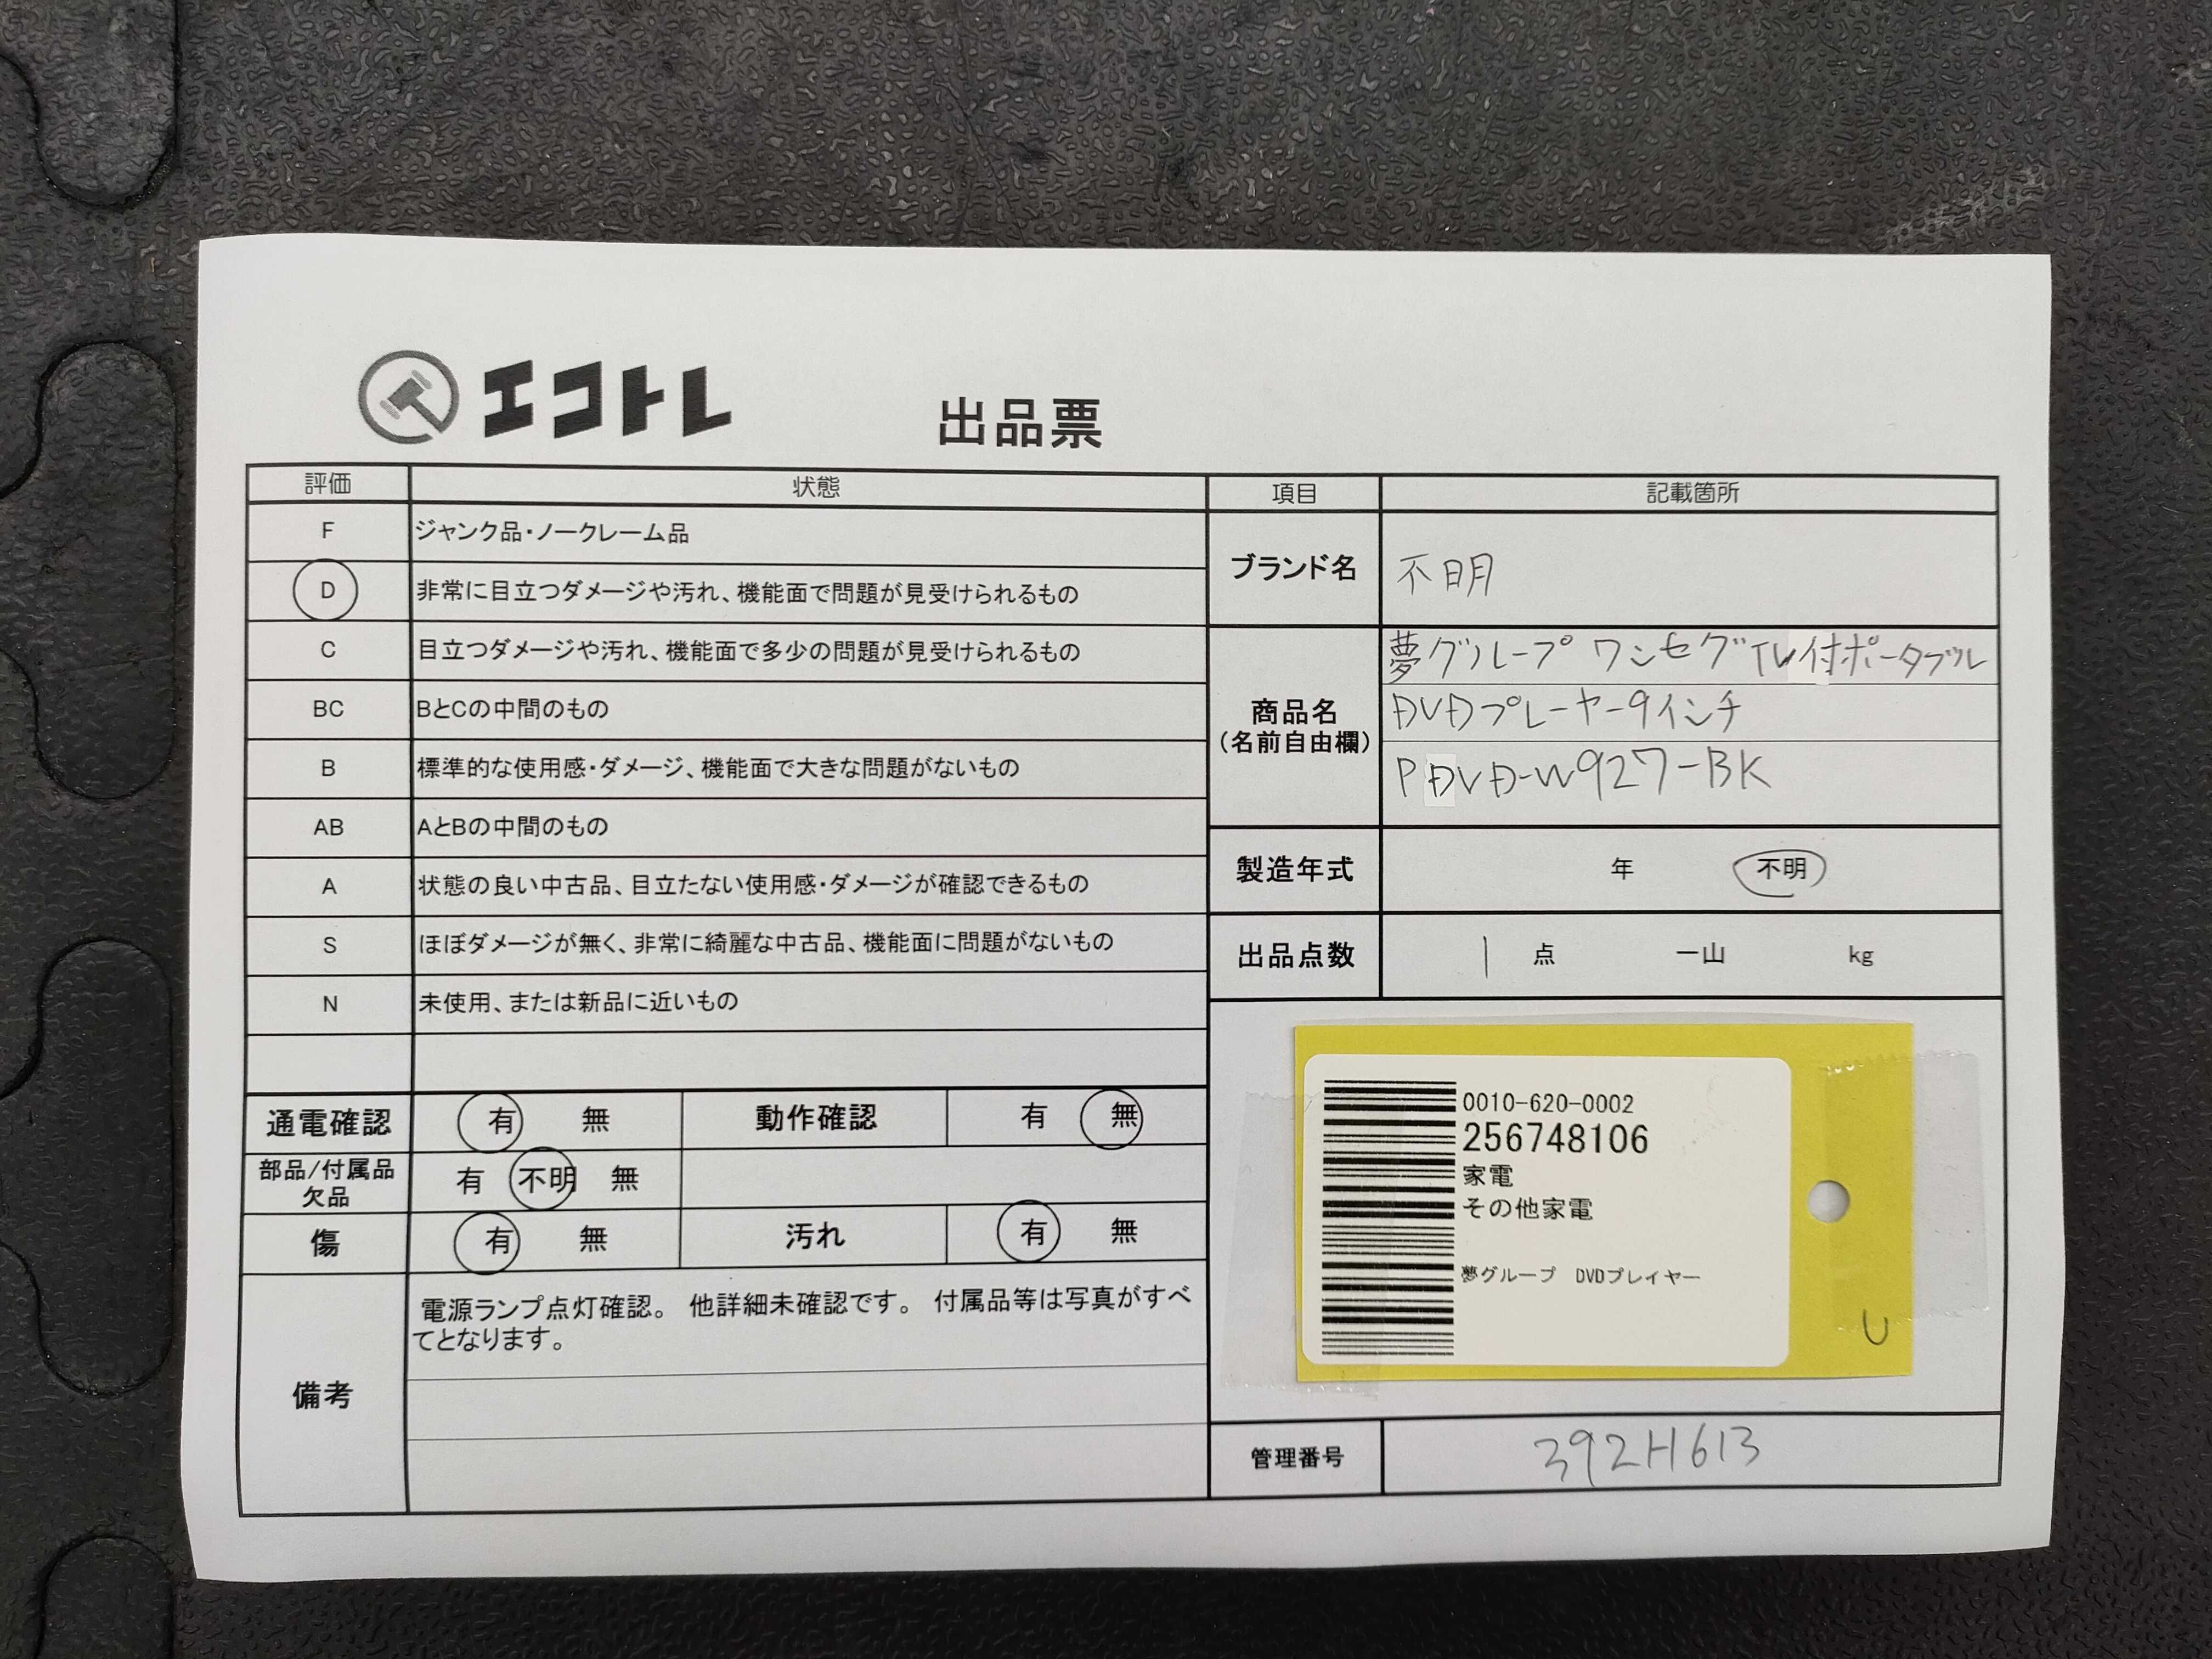 エコトレ
出品票
評価 状態
F ジャンク品・ノークレーム品
D 非常に目立つダメージや汚れ、機能面で問題が見受けられるもの
C 目立つダメージや汚れ、機能面で多少の問題が見受けられるもの
BC BとCの中間のもの
B 標準的な使用感・ダメージ、機能面で大きな問題がないもの
AB AとBの中間のもの
A 状態の良い中古品、目立たない使用感・ダメージが確認できるもの
S ほぼダメージが無く、非常に綺麗な中古品、機能面に問題がないもの
N 未使用、または新品に近いもの
通電確認 有 無 動作確認 有 無
部品/付属品 欠品 有 不明 無
傷 有 無 汚れ 有 無
備考
電源ランプ点灯確認。 他詳細未確認です。 付属品等は写真がすべ
てとなります。
項目 記載箇所
ブランド名 不明
商品名
(名前自由欄)
夢グループ ワンセグTV付ポータブル
DVDプレーヤー9インチ
PDVD-W927-BK
製造年式 年 不明
出品点数 1 点 一山 kg
0010-620-0002
256748106
家電
その他家電
夢グループ DVDプレイヤー
U
管理番号 392H613